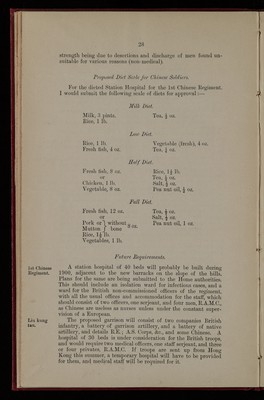 20
strength being due to desertions and discharge of men found un-
suitable for various reasons (non-medical)
Proposed Diet Scale for Chinese Soldiers.
For the dieted Station Hospital for the 1st Chinese Regiment.
I would submit the following scale of diets for approval :—
Milk Diet.
Milk, 3 pints. Tea, ¼ oz.
Rice, 1 lb.
Low Diet.
Rice, 1 lb. Vegetable (fresh), 4 oz.
Fresh fish, 4 oz. Tea, ¼ oz.
Half Diet.
Fresh fish, 9 oz. Rice, 1½ lb.
or Tea, ¼ oz.
Chicken, 1 lb. Salt, ½ oz.
Vegetable, 8 oz. Pea nut oil, ½ oz.
Full Diet.
Fresh fish, 12 oz. Tea, ¼ oz.
or Salt, ½ oz.
Pork or } without Pea nut oil, 1 oz.
Mutton } bone 8 oz.
Rice, 1½ lb.
Vegetables, 1 lb.
Future Requirements.
1st Chinese Regiment.
A station hospital of 40 beds will probably be built during
1900, adjacent to the new barracks on the slope of the hills.
Plans for the same are being submitted to the Home authorities.
This should include an isolation ward for infectious cases, and a
ward for the British non-commissioned officers of the regiment,
with all the usual offices and accommodation for the staff, which
should consist of two officers, one serjeant, and four men, R.A.M.C.,
as Chinese are useless as nurses unless under the constant super-
vision of a European.
Liu kung tau.
The proposed garrison will consist of two companies British
infantry, a battery of garrison artillery, and a battery of native
artillery, and details R.E.; A.S. Corps, &c., and some Chinese. A
hospital of 20 beds is under consideration for the British troops,
and would require two medical officers, one staff serjeant, and three
or four privates, R.A.M.C. If troops are sent up from Hong
Kong this summer, a temporary hospital will have to be provided
for them, and medical staff will be required for it.